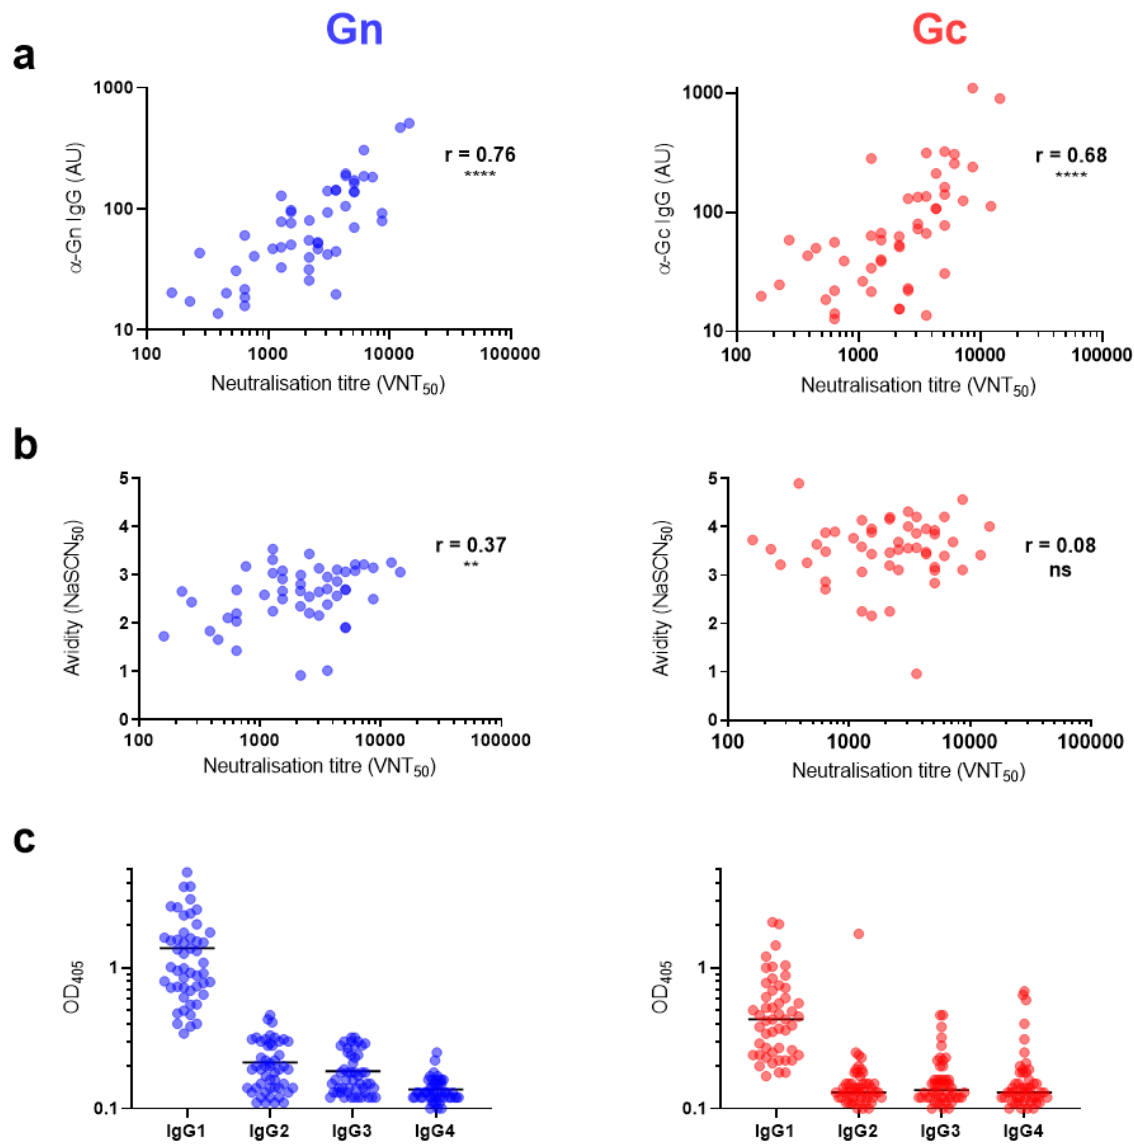 Gn
Gc
a
1000
100
10
α-Gn IgG (AU)
r = 0.76
****
100
1000
10000
100000
Neutralisation titre (VNT50)
1000
100
10
α-Gc IgG (AU)
r = 0.68
****
100
1000
10000
100000
Neutralisation titre (VNT50)
b
5
4
3
2
1
0
Avidity (NaSCN50)
r = 0.37
**
100
1000
10000
100000
Neutralisation titre (VNT50)
5
4
3
2
1
0
Avidity (NaSCN50)
r = 0.08
ns
100
1000
10000
100000
Neutralisation titre (VNT50)
c
1
0.1
OD405
IgG1
IgG2
IgG3
IgG4
1
0.1
OD405
IgG1
IgG2
IgG3
IgG4